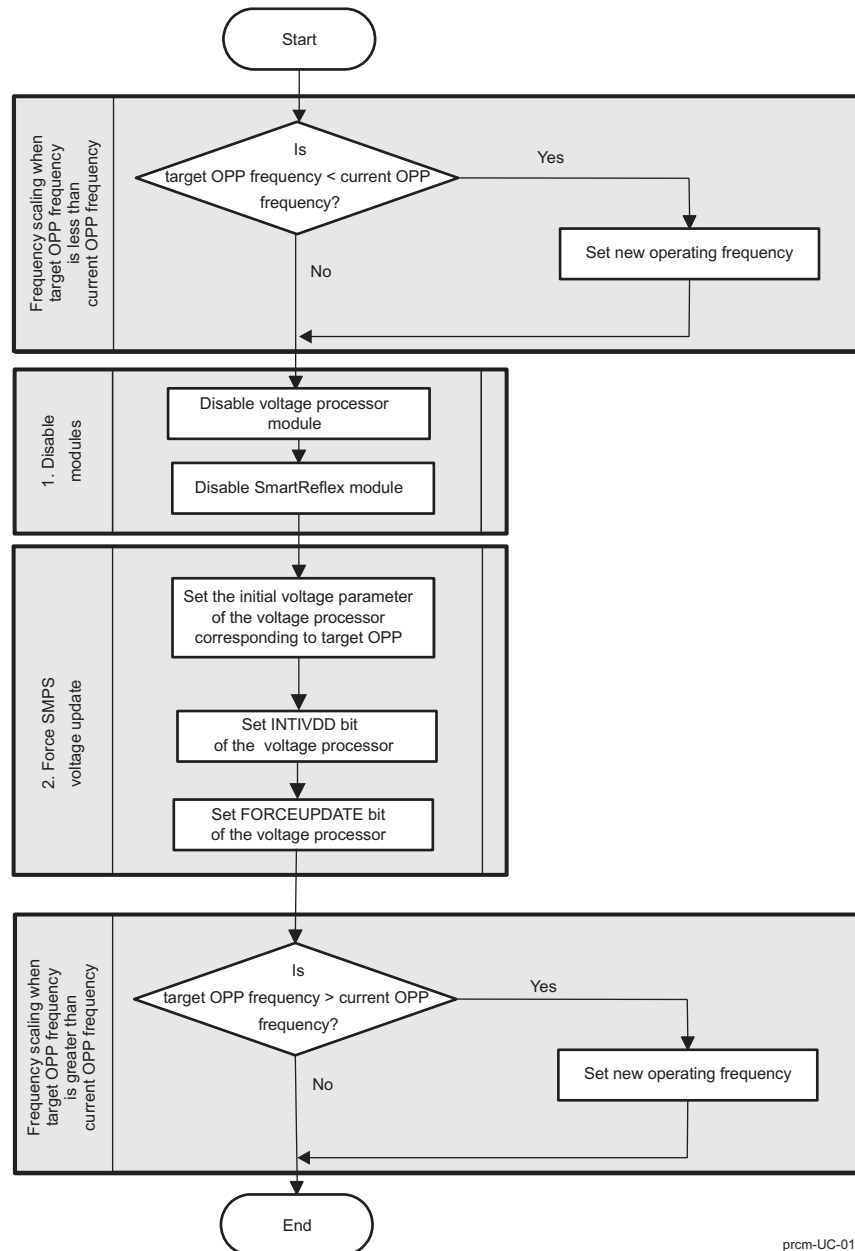 Start
Frequency scaling when
target OPP frequency
is less than
current OPP frequency
Is
target OPP frequency < current OPP
frequency?
Yes
Set new operating frequency
No
1. Disable
modules
Disable voltage processor
module
Disable SmartReflex module
2. Force SMPS
voltage update
Set the initial voltage parameter
of the voltage processor
corresponding to target OPP
Set INTIVDD bit
of the voltage processor
Set FORCEUPDATE bit
of the voltage processor
Frequency scaling when
target OPP frequency
is greater than
current OPP frequency
Is
target OPP frequency > current OPP
frequency?
Yes
Set new operating frequency
No
End
prcm-UC-01